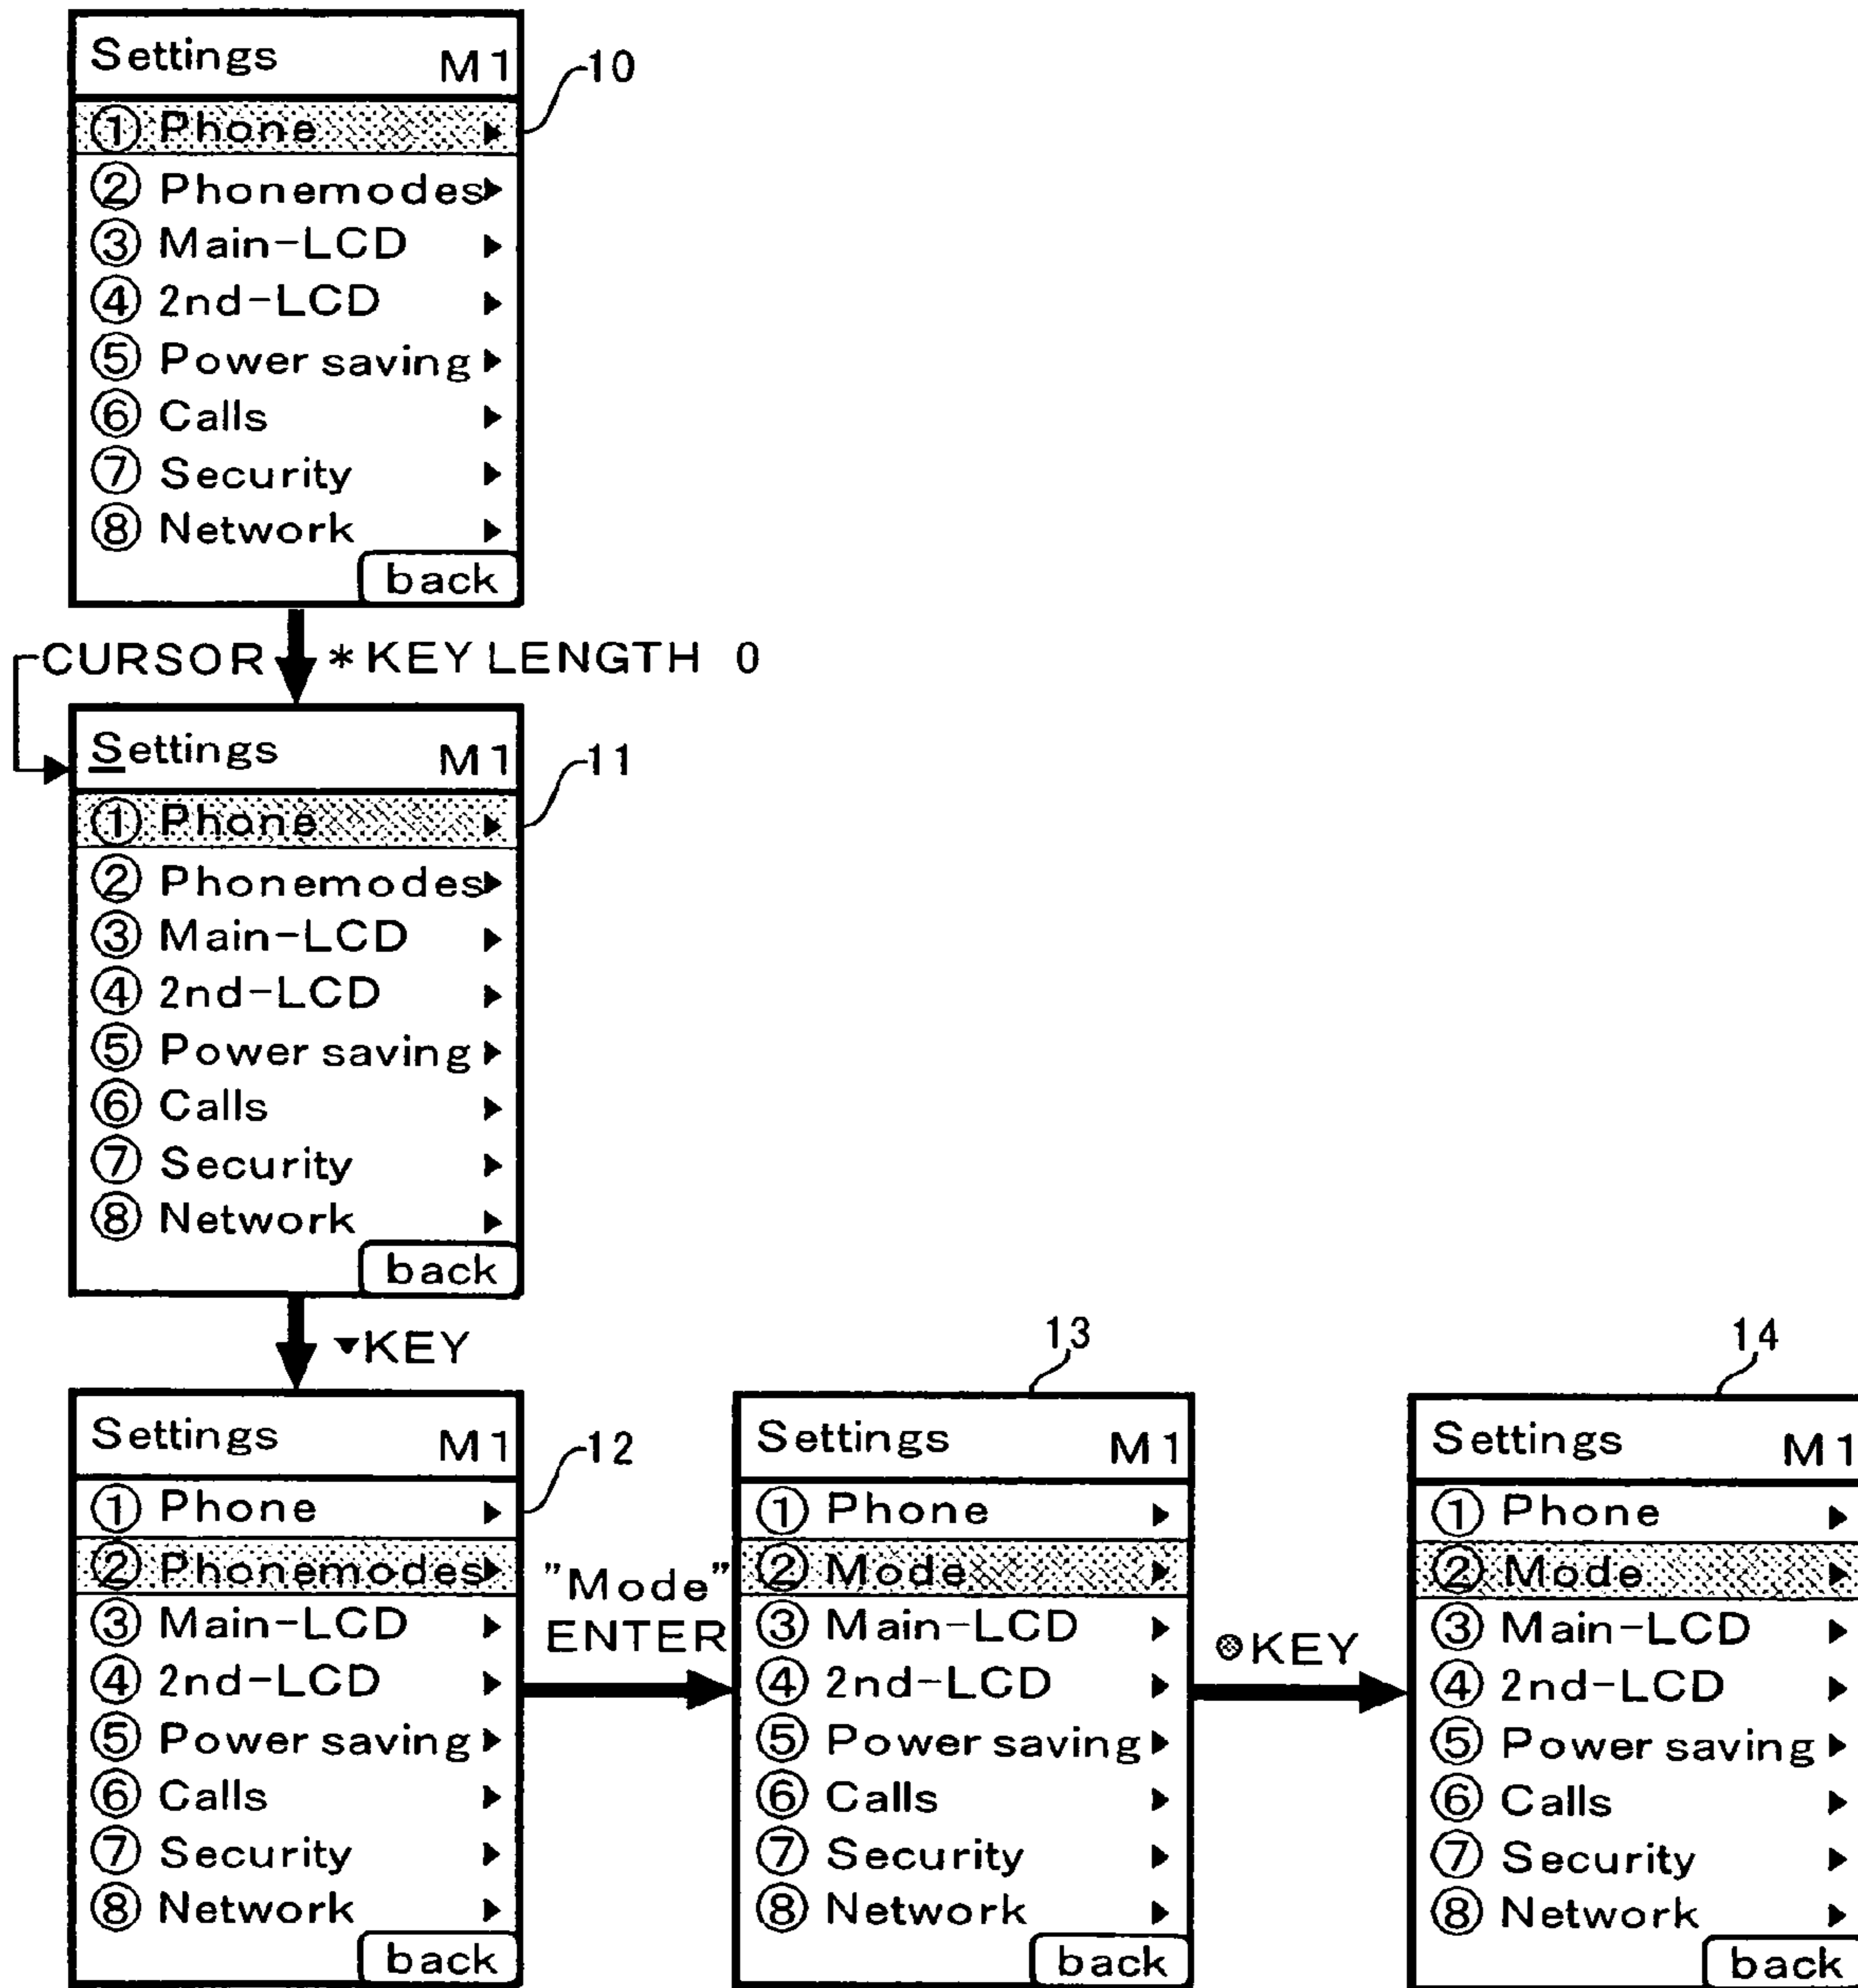 Settings M1
10
① Phone ▶
② Phonemodes▶
③ Main-LCD ▶
④ 2nd-LCD ▶
⑤ Power saving ▶
⑥ Calls ▶
⑦ Security ▶
⑧ Network ▶
back
CURSOR * KEY LENGTH 0
Settings M1
11
① Phone ▶
② Phonemodes▶
③ Main-LCD ▶
④ 2nd-LCD ▶
⑤ Power saving ▶
⑥ Calls ▶
⑦ Security ▶
⑧ Network ▶
back
▼KEY
Settings M1
12
① Phone ▶
② Phonemodes▶
③ Main-LCD ▶
④ 2nd-LCD ▶
⑤ Power saving ▶
⑥ Calls ▶
⑦ Security ▶
⑧ Network ▶
back
"Mode"
ENTER
13
Settings M1
① Phone ▶
② Mode ▶
③ Main-LCD ▶
④ 2nd-LCD ▶
⑤ Power saving ▶
⑥ Calls ▶
⑦ Security ▶
⑧ Network ▶
back
◎KEY
14
Settings M1
① Phone ▶
② Mode ▶
③ Main-LCD ▶
④ 2nd-LCD ▶
⑤ Power saving ▶
⑥ Calls ▶
⑦ Security ▶
⑧ Network ▶
back